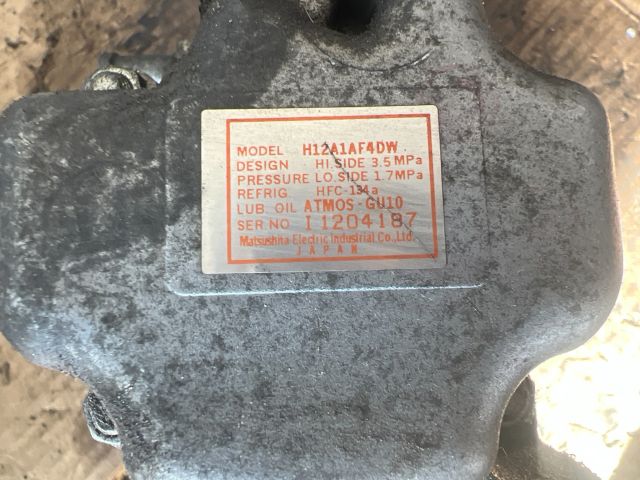 MODEL H12A1AF4DW
DESIGN HI.SIDE 3.5 MPa
PRESSURE LO.SIDE 1.7 MPa
REFRIG. HFC-134a
LUB. OIL ATMOS-GU10
SER.NO I1204187
Matsushita Electric Industrial Co.,Ltd.
JAPAN